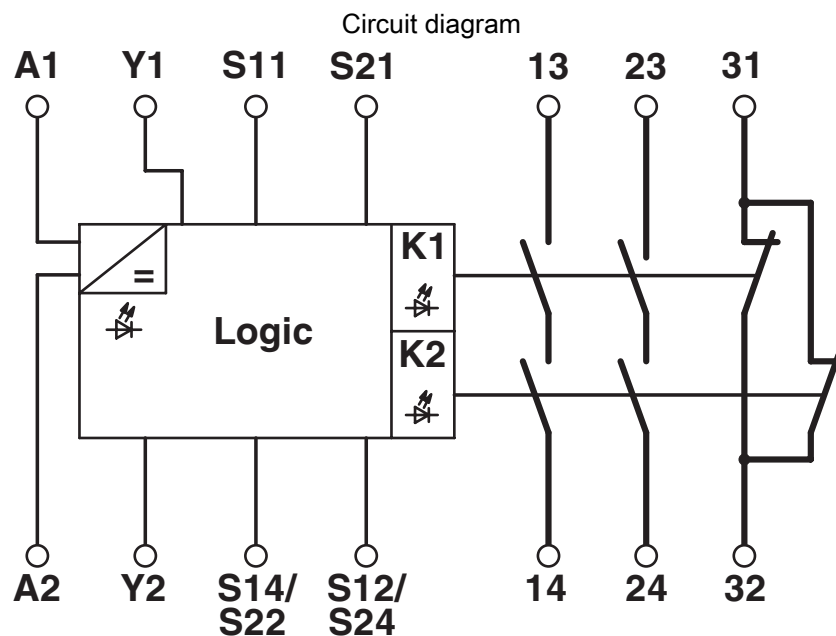 Circuit diagram
A1 Y1 S11 S21 13 23 31
K1
=
Logic
K2
A2 Y2 S14/ S12/ 14 24 32
S22 S24